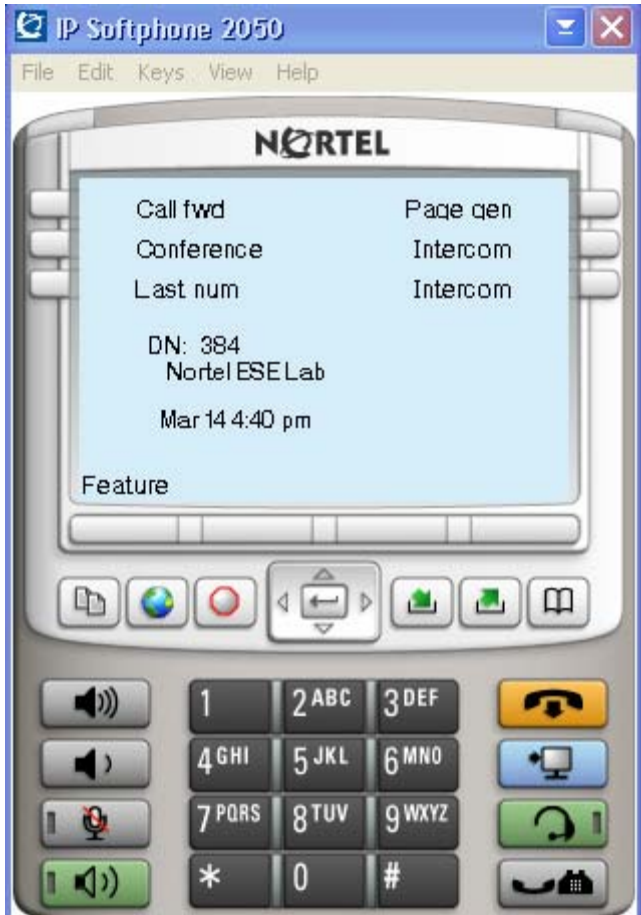 IP Softphone 2050
File Edit Keys View Help
NORTEL
Call fwd Page gen
Conference Intercom
Last num Intercom
DN: 384
Nortel ESE Lab
Mar 14 4:40 pm
Feature
1 2 ABC 3 DEF
4 GHI 5 JKL 6 MNO
7 PQRS 8 TUV 9 WXYZ
* 0 #